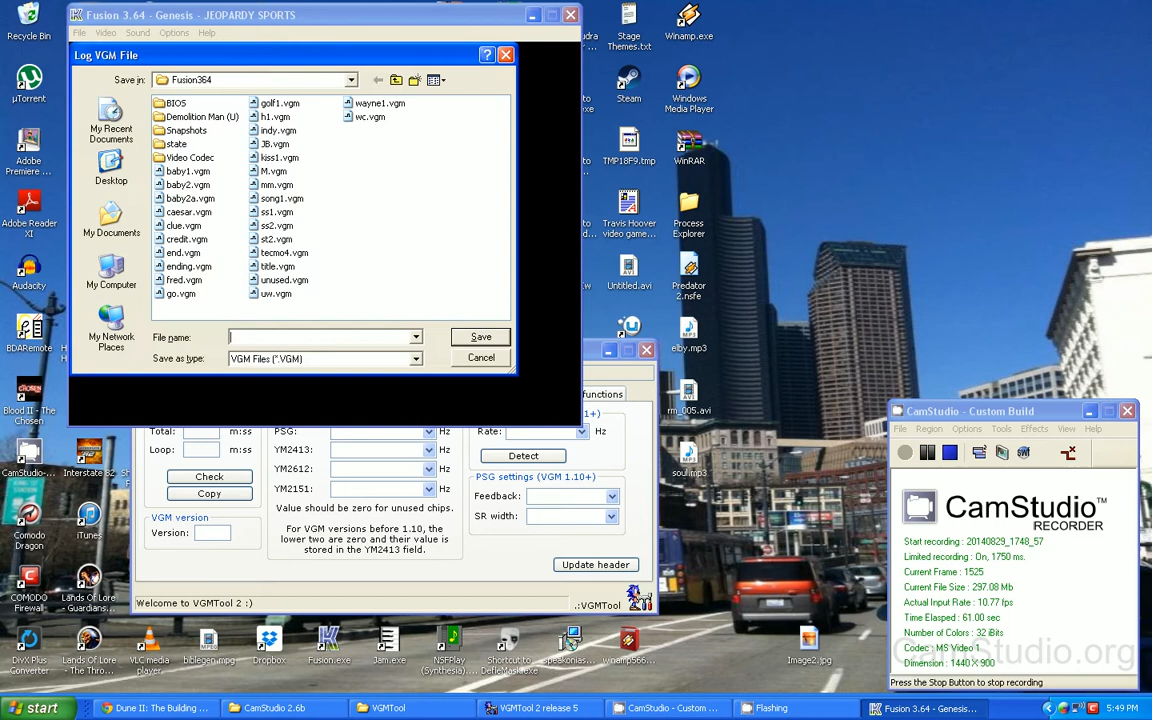 Recycle Bin
µTorrent
Adobe
Premiere ...
Adobe Reader
XI
Audacity
BDARemote
Blood II - The
Chosen
CamStudio-...
Interstate 82
Comodo
Dragon
iTunes
COMODO
Firewall
Lands Of Lore
- Guardians...
DivX Plus
Converter
Lands Of Lore
- The Thro...
VLC media
player
biblegen.mpg
Dropbox
Fusion.exe
Jam.exe
NSFPlay
(Synthesia)...
Shortcut to
DefleMask.exe
speakonias...
winamp566...
Image2.jpg
Fusion 3.64 - Genesis - JEOPARDY SPORTS
File Video Sound Options Help
Log VGM File
Save in: Fusion364
My Recent
Documents
Desktop
My Documents
My Computer
My Network
Places
BIOS
Demolition Man (U)
Snapshots
state
Video Codec
baby1.vgm
baby2.vgm
baby2a.vgm
caesar.vgm
clue.vgm
credit.vgm
end.vgm
ending.vgm
fred.vgm
go.vgm
golf1.vgm
h1.vgm
indy.vgm
JB.vgm
kiss1.vgm
M.vgm
mm.vgm
song1.vgm
ss1.vgm
ss2.vgm
st2.vgm
tecmo4.vgm
title.vgm
unused.vgm
uw.vgm
wayne1.vgm
wc.vgm
File name:
Save
Save as type: VGM Files (*.VGM)
Cancel
Stage
Themes.txt
Winamp.exe
Steam
Windows
Media Player
TMP18F9.tmp
WinRAR
Travis Hoover
video game...
Process
Explorer
Untitled.avi
Predator
2.nsfe
elby.mp3
rm_005.avi
soul.mp3
functions
Total: m:ss
Loop: m:ss
Check
Copy
VGM version
Version:
PSG: Hz
YM2413: Hz
YM2612: Hz
YM2151: Hz
Value should be zero for unused chips.
For VGM versions before 1.10, the
lower two are zero and their value is
stored in the YM2413 field.
Rate: Hz
Detect
PSG settings (VGM 1.10+)
Feedback:
SR width:
Update header
Welcome to VGMTool 2 :)
.:VGMTool
CamStudio - Custom Build
File Region Options Tools Effects View Help
CamStudio™
RECORDER
Start recording : 20140829_1748_57
Limited recording : On, 1750 ms.
Current Frame : 1525
Current File Size : 297.08 Mb
Actual Input Rate : 10.77 fps
Time Elasped : 61.00 sec
Number of Colors : 32 iBits
Codec : MS Video 1
Dimension : 1440 X 900
CamStudio.org
Press the Stop Button to stop recording
start
Dune II: The Building ...
CamStudio 2.6b
VGMTool
VGMTool 2 release 5
CamStudio - Custom ...
Flashing
Fusion 3.64 - Genesis...
5:49 PM